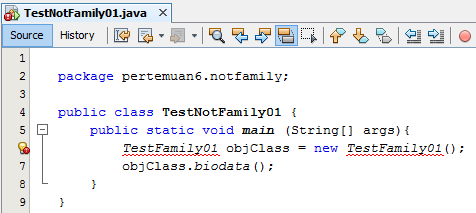 TestNotFamily01.java
Source History
1
2 package pertemuan6.notfamily;
3
4 public class TestNotFamily01 {
5 public static void main (String[] args){
TestFamily01 objClass = new TestFamily01();
7 objClass.biodata();
8 }
9 }